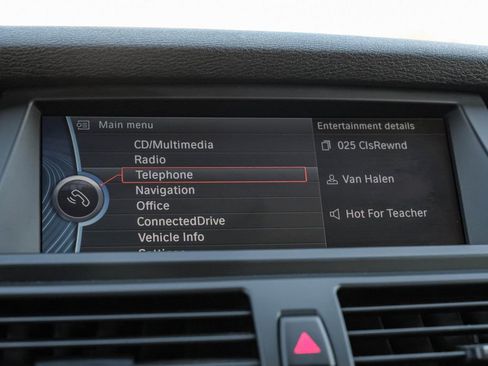 Main menu
CD/Multimedia
Radio
Telephone
Navigation
Office
ConnectedDrive
Vehicle Info
Settings
Entertainment details
025 ClsRewnd
Van Halen
Hot For Teacher